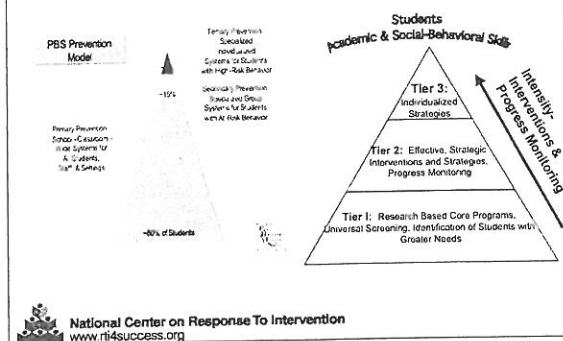 PBS Prevention
Model
Tertiary Prevention
Specialized
Individualized
Systems for Students
with High-Risk Behavior
~15%
Secondary Prevention
Specialized Group
Systems for Students
with At-Risk Behavior
Primary Prevention
School-/Classroom-
Wide Systems for
All Students,
Staff & Settings
~80% of Students
Students
Academic & Social-Behavioral Skills
Tier 3:
Individualized
Strategies
Tier 2: Effective, Strategic
Interventions and Strategies,
Progress Monitoring
Tier I: Research Based Core Programs,
Universal Screening, Identification of Students with
Greater Needs
Intensity-
Interventions &
Progress Monitoring
National Center on Response To Intervention
www.rti4success.org